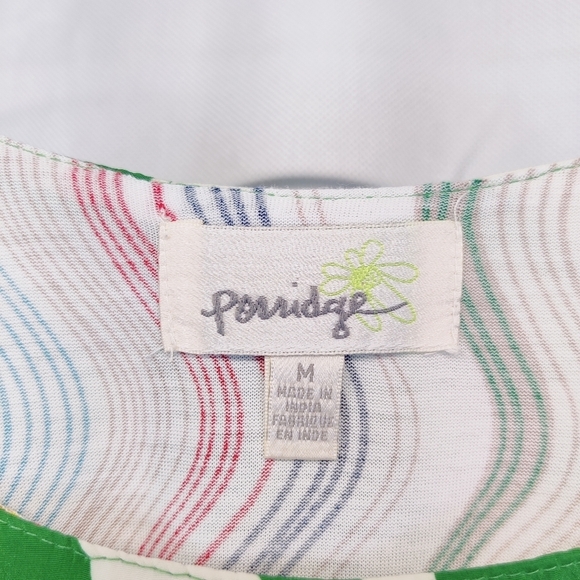 Porridge
M
MADE IN
INDIA
FABRIQUE
EN INDE